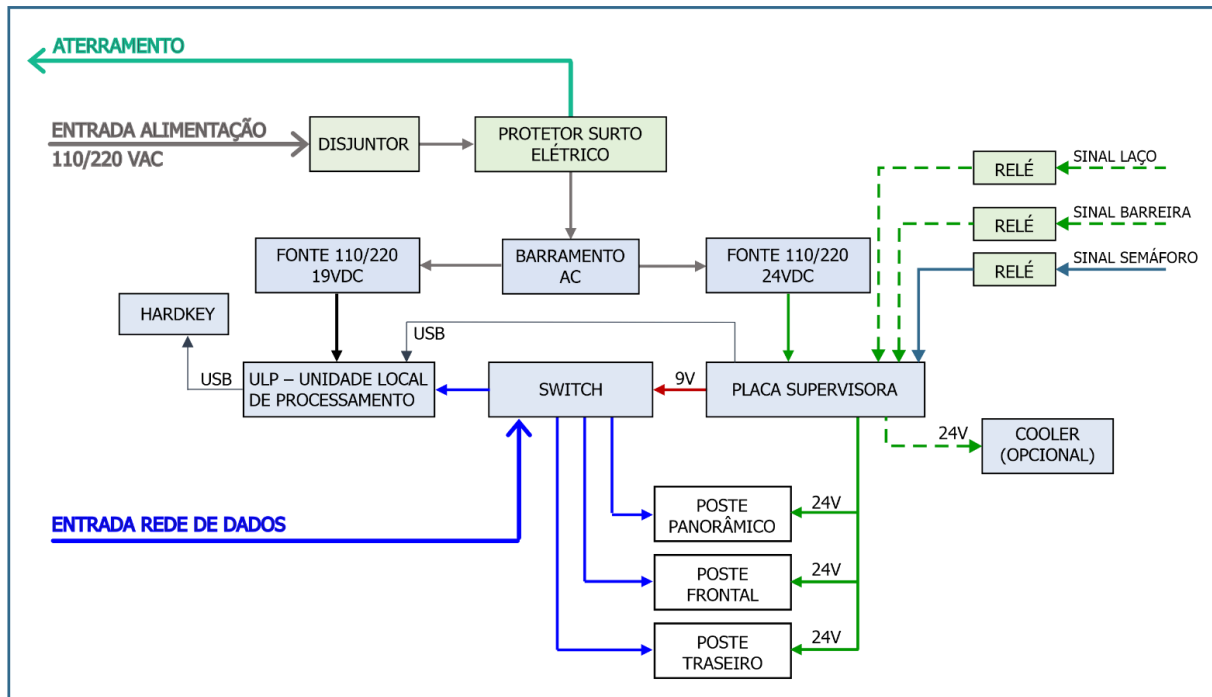 ATERRAMENTO
ENTRADA ALIMENTAÇÃO
110/220 VAC
DISJUNTOR
PROTETOR SURTO
ELÉTRICO
RELÉ
SINAL LAÇO
RELÉ
SINAL BARREIRA
RELÉ
SINAL SEMÁFORO
FONTE 110/220
19VDC
BARRAMENTO
AC
FONTE 110/220
24VDC
HARDKEY
USB
USB
ULP – UNIDADE LOCAL
DE PROCESSAMENTO
SWITCH
9V
PLACA SUPERVISORA
24V
COOLER
(OPCIONAL)
ENTRADA REDE DE DADOS
POSTE
PANORÂMICO
24V
POSTE
FRONTAL
24V
POSTE
TRASEIRO
24V